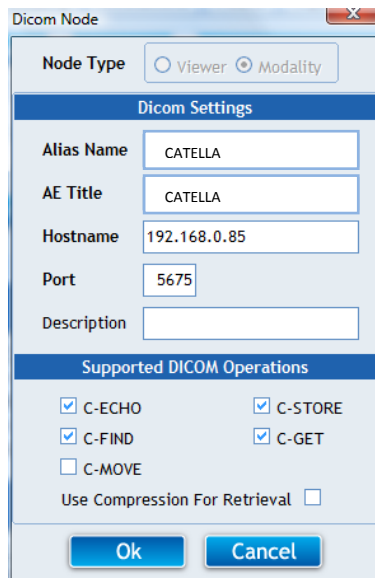 Dicom Node
Node Type Viewer Modality
Dicom Settings
Alias Name CATELLA
AE Title CATELLA
Hostname 192.168.0.85
Port 5675
Description
Supported DICOM Operations
C-ECHO C-STORE
C-FIND C-GET
C-MOVE
Use Compression For Retrieval
Ok Cancel